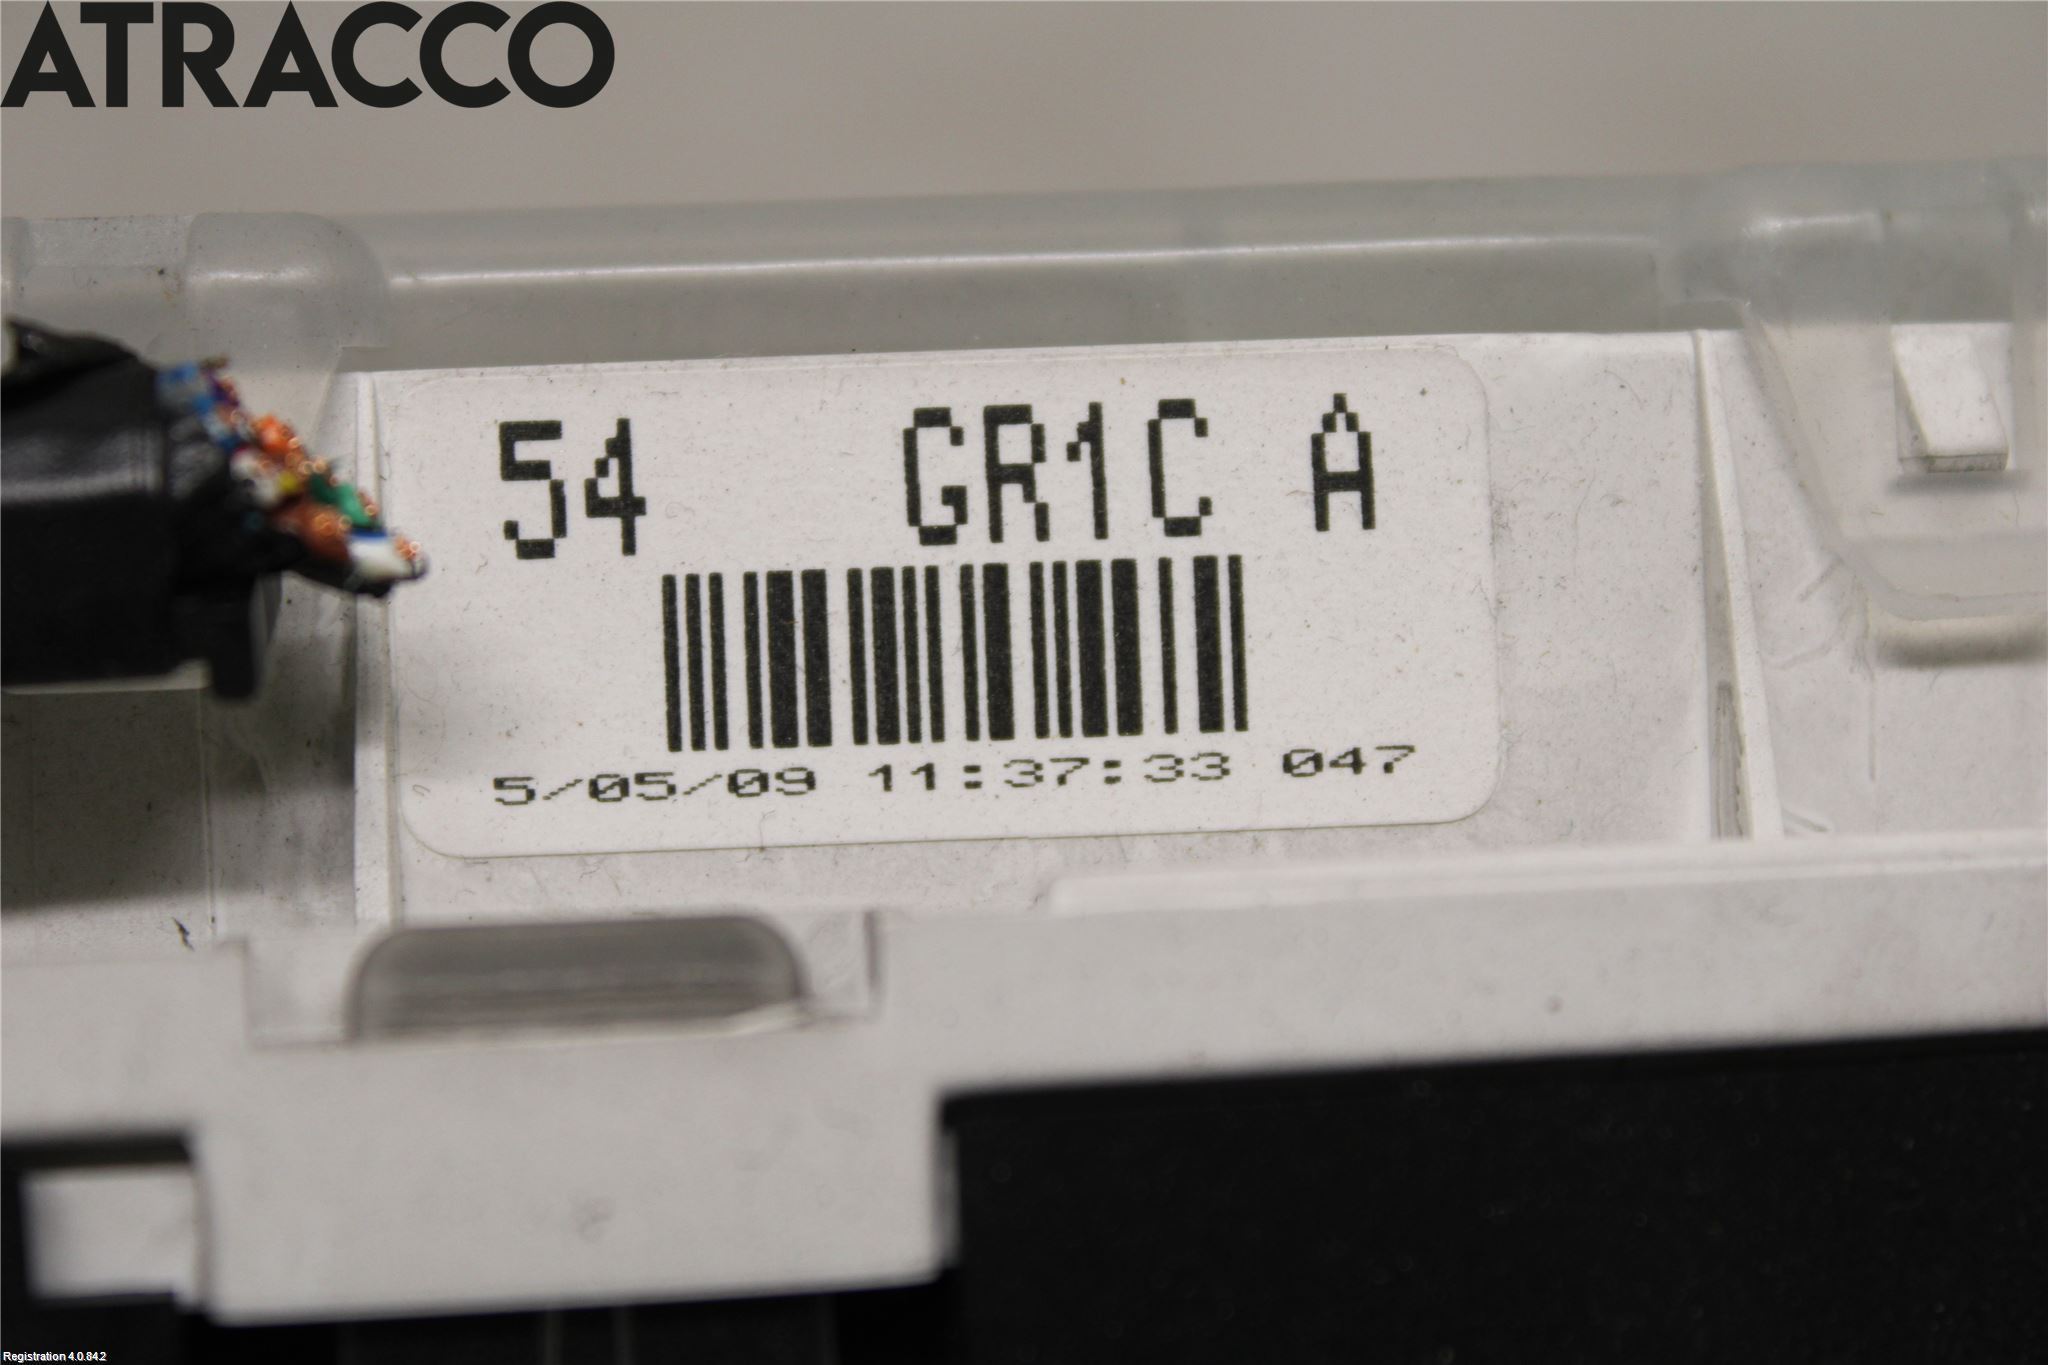 ATRACCO
54 GR1C A
5/05/09 11:37:33 047
Registration 4.0.84.2